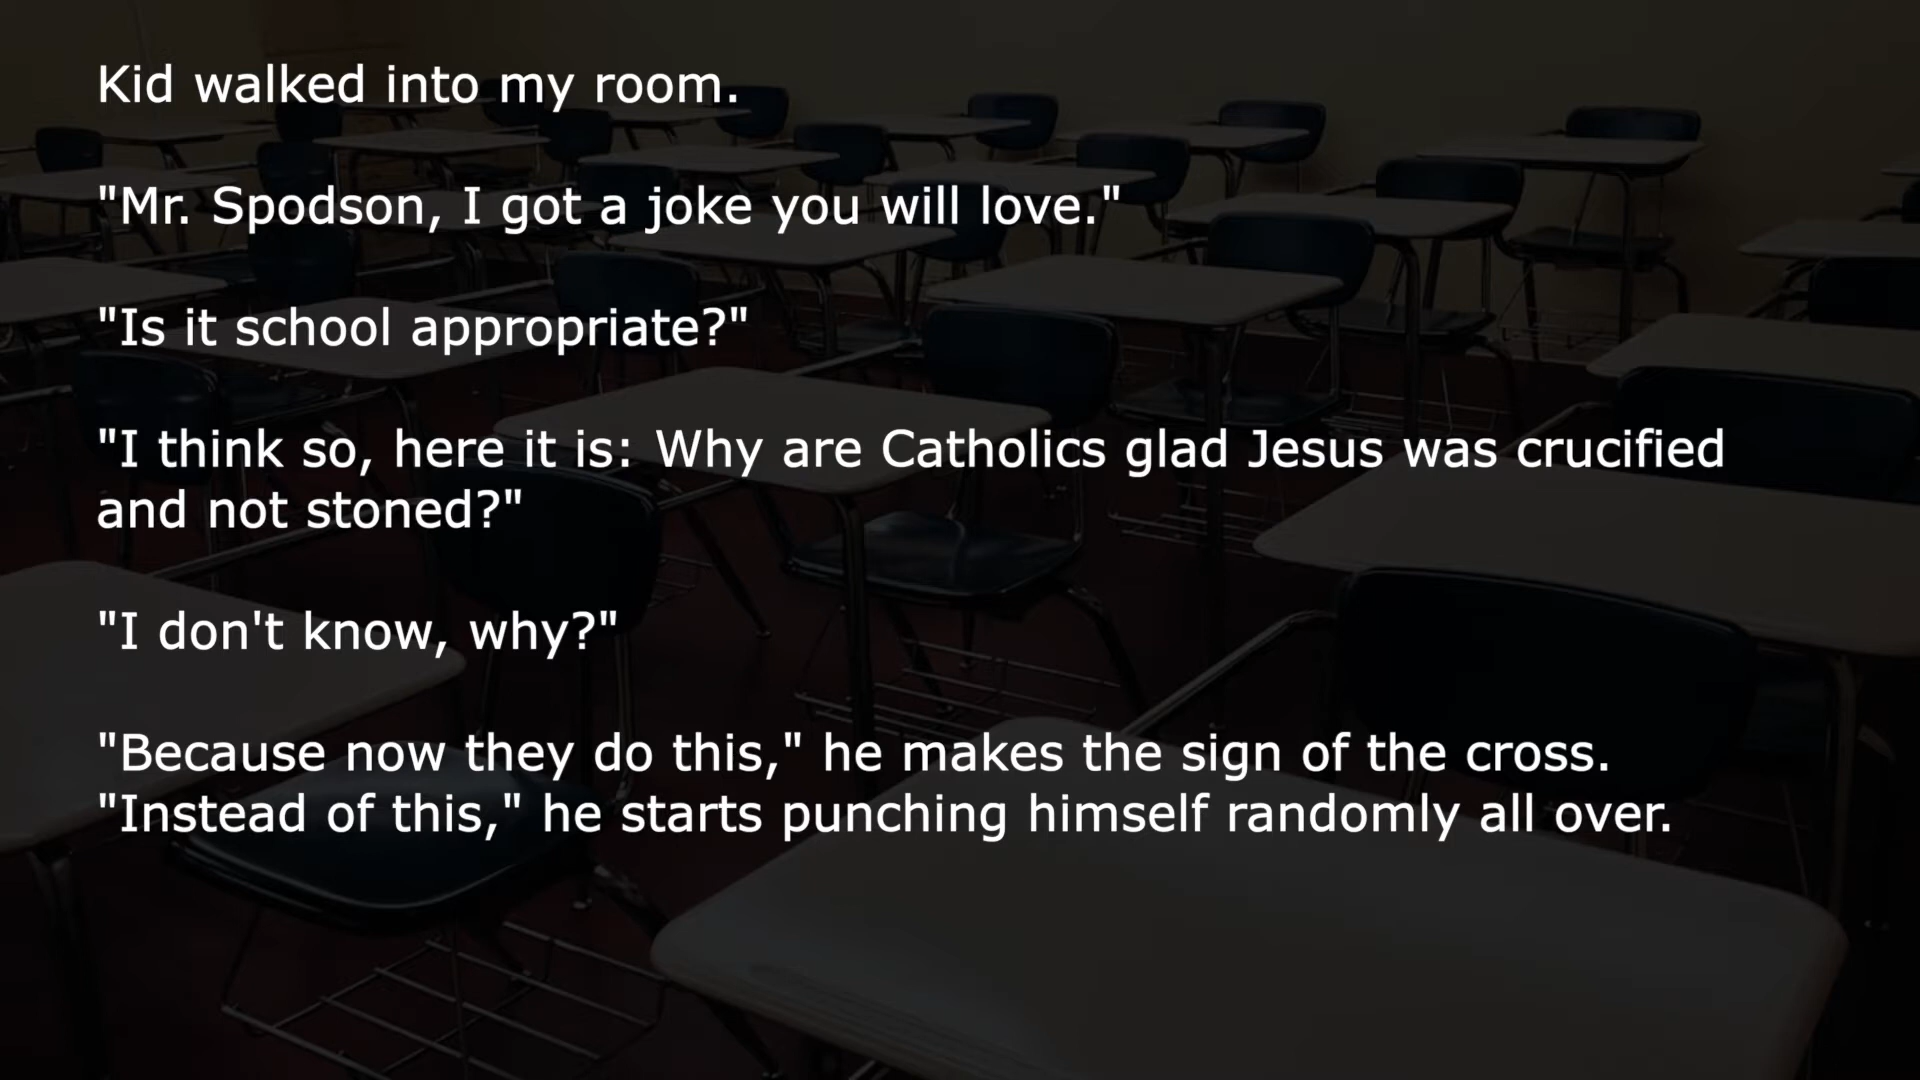 Kid walked into my room.
"Mr. Spodson, I got a joke you will love."
"Is it school appropriate?"
"I think so, here it is: Why are Catholics glad Jesus was crucified
and not stoned?"
"I don't know, why?"
"Because now they do this," he makes the sign of the cross.
"Instead of this," he starts punching himself randomly all over.